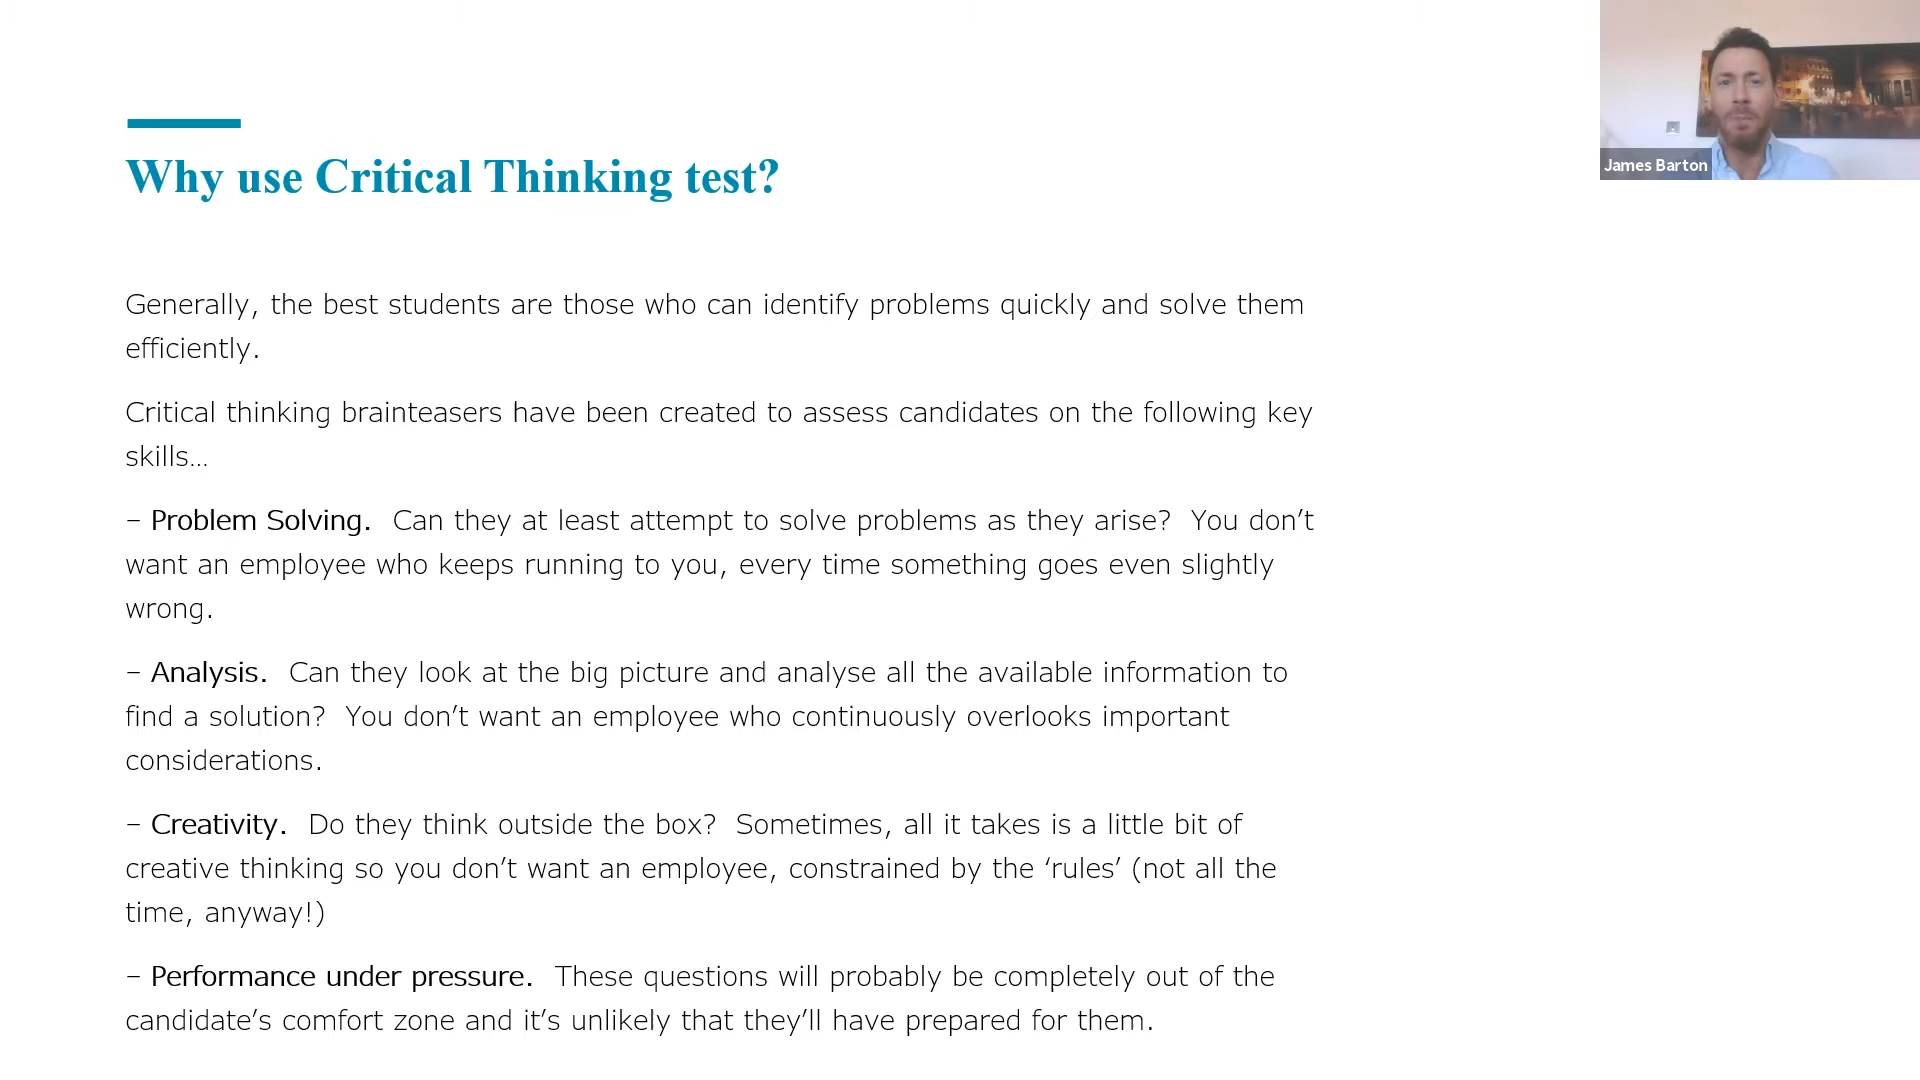 Why use Critical Thinking test?
Generally, the best students are those who can identify problems quickly and solve them
efficiently.
Critical thinking brainteasers have been created to assess candidates on the following key
skills...
– Problem Solving.  Can they at least attempt to solve problems as they arise?  You don’t
want an employee who keeps running to you, every time something goes even slightly
wrong.
– Analysis.  Can they look at the big picture and analyse all the available information to
find a solution?  You don’t want an employee who continuously overlooks important
considerations.
– Creativity.  Do they think outside the box?  Sometimes, all it takes is a little bit of
creative thinking so you don’t want an employee, constrained by the ‘rules’ (not all the
time, anyway!)
– Performance under pressure.  These questions will probably be completely out of the
candidate’s comfort zone and it’s unlikely that they’ll have prepared for them.
James Barton